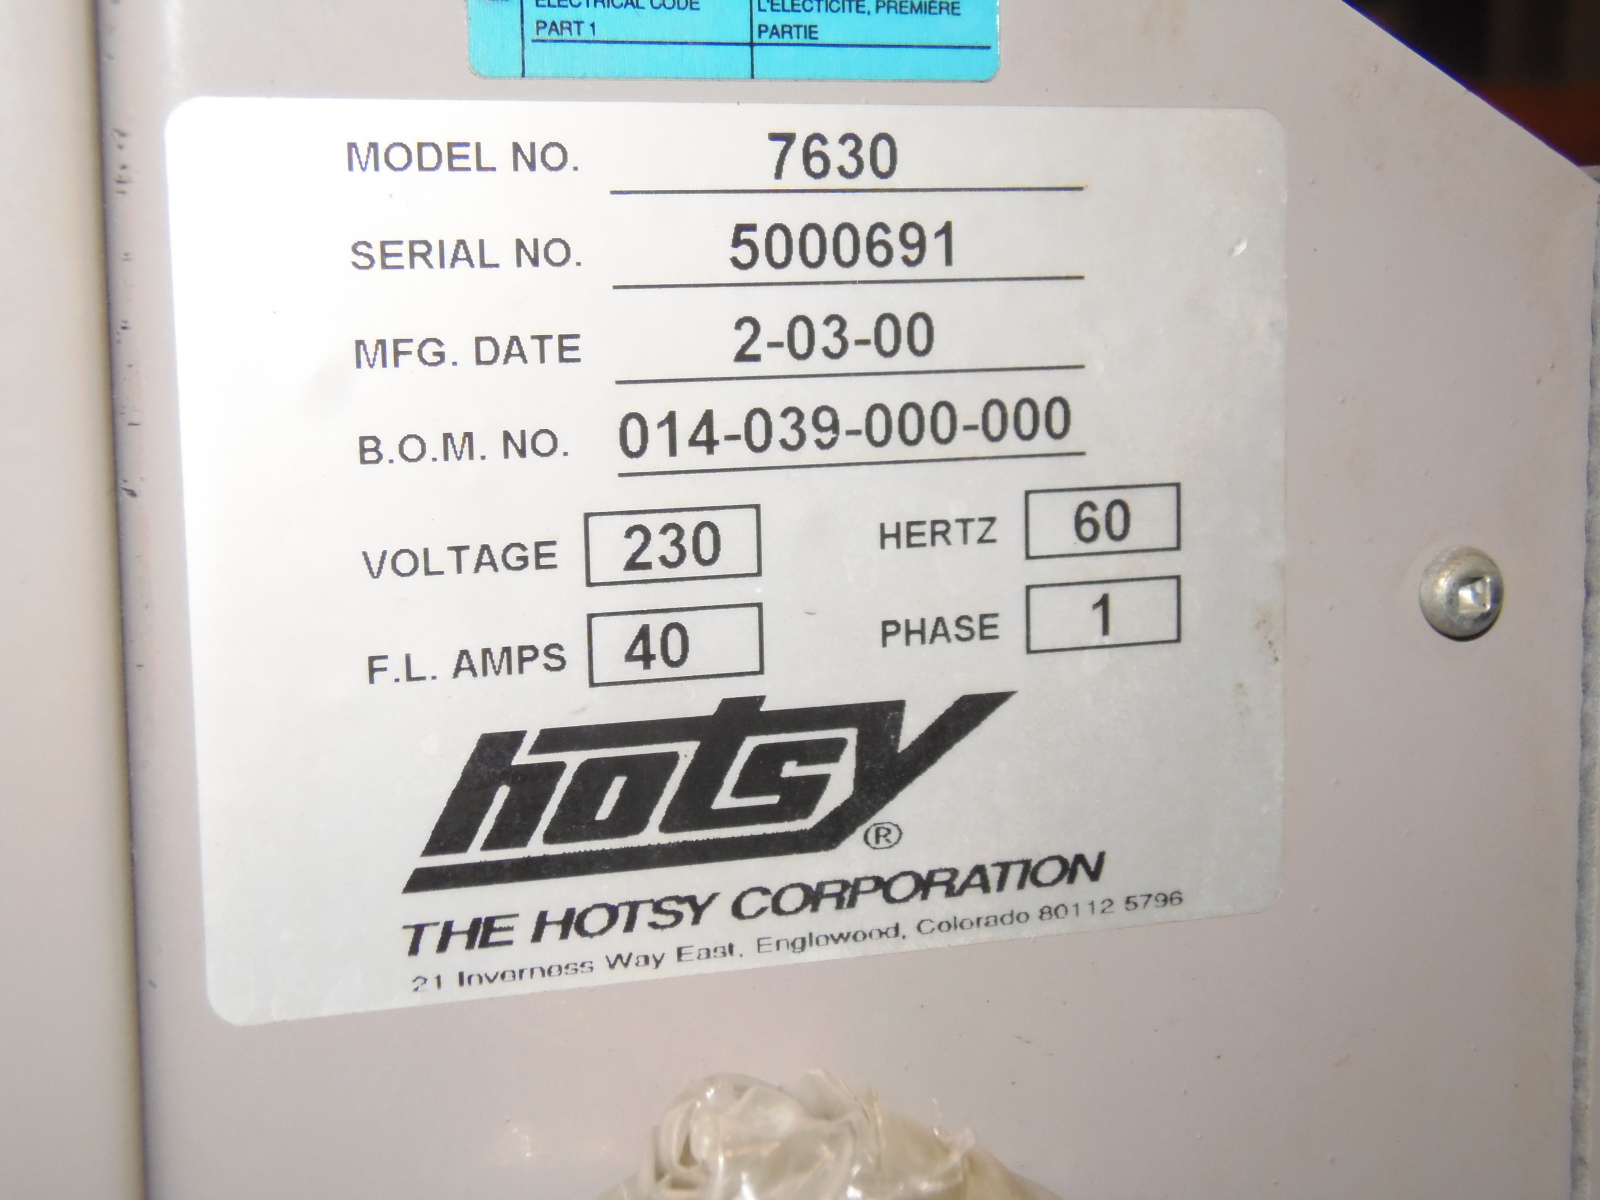 ELECTRICAL CODE
PART 1
L'ELECTICITE, PREMIÈRE
PARTIE
MODEL NO. 7630
SERIAL NO. 5000691
MFG. DATE 2-03-00
B.O.M. NO. 014-039-000-000
VOLTAGE 230 HERTZ 60
F.L. AMPS 40 PHASE 1
hotsy®
THE HOTSY CORPORATION
21 Inverness Way East, Englowood, Colorado 80112 5796